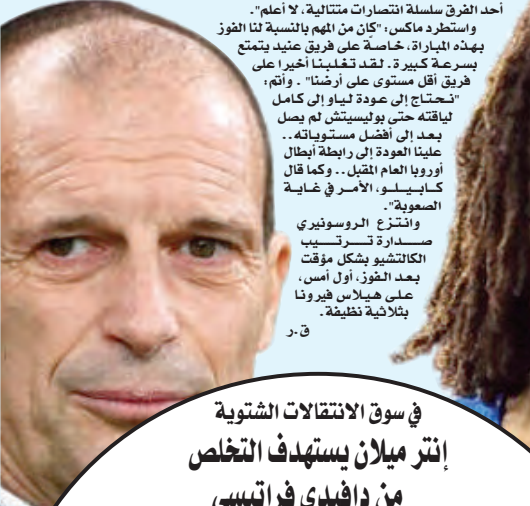 أحد الفرق سلسلة انتصارات متتالية، لا أعلم".
واستطرد ماكس: "كان من المهم بالنسبة لنا الفوز
بهذه المباراة، خاصة على فريق عنيد يتمتع
بسرعة كبيرة. لقد تغلبنا أخيرا على
فريق أقل مستوى على أرضنا". وأتم:
"نحتاج إلى عودة لياو إلى كامل
لياقته حتى بوليسيتش لم يصل
بعد إلى أفضل مستوياته..
علينا العودة إلى رابطة أبطال
أوروبا العام المقبل.. وكما قال
كابيلو، الأمر في غاية
الصعوبة".
وانتزع الروسونيري
صدارة ترتيب
الكالتشيو بشكل مؤقت
بعد الفوز، أول أمس،
على هيلاس فيرونا
بثلاثية نظيفة.
ق.ر
في سوق الانتقالات الشتوية
إنتر ميلان يستهدف التخلص
من دافيدي فراتيسي